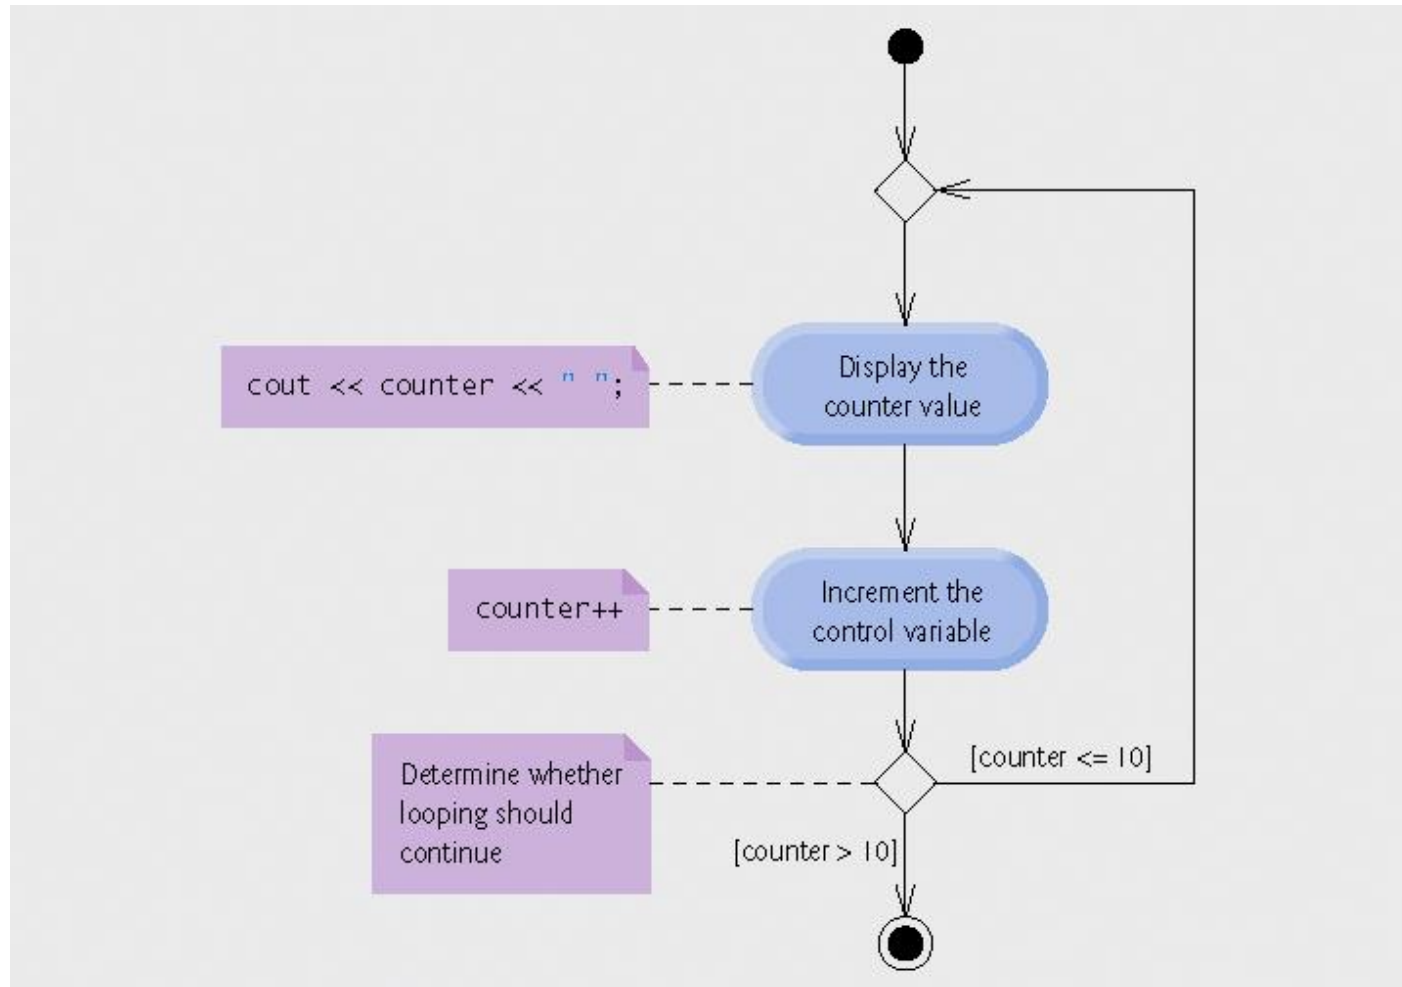 cout << counter << " ";
Display the
counter value
counter++
Increment the
control variable
Determine whether
looping should
continue
[counter <= 10]
[counter > 10]